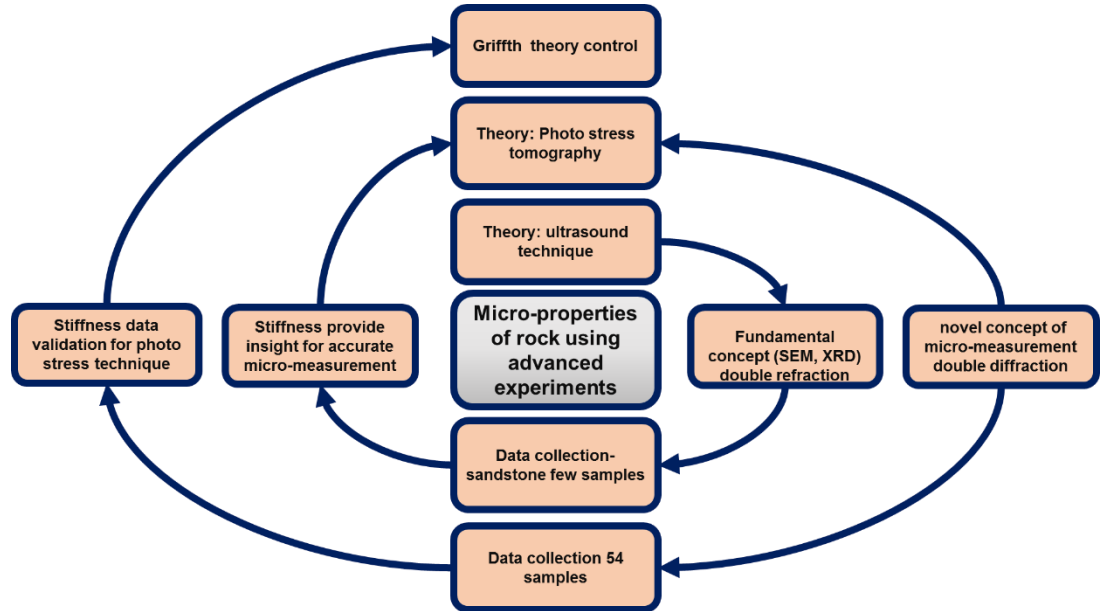 Griffth theory control
Theory: Photo stress
tomography
Theory: ultrasound
technique
Stiffness data
validation for photo
stress technique
Stiffness provide
insight for accurate
micro-measurement
Micro-properties
of rock using
advanced
experiments
Fundamental
concept (SEM, XRD)
double refraction
novel concept of
micro-measurement
double diffraction
Data collection-
sandstone few samples
Data collection 54
samples